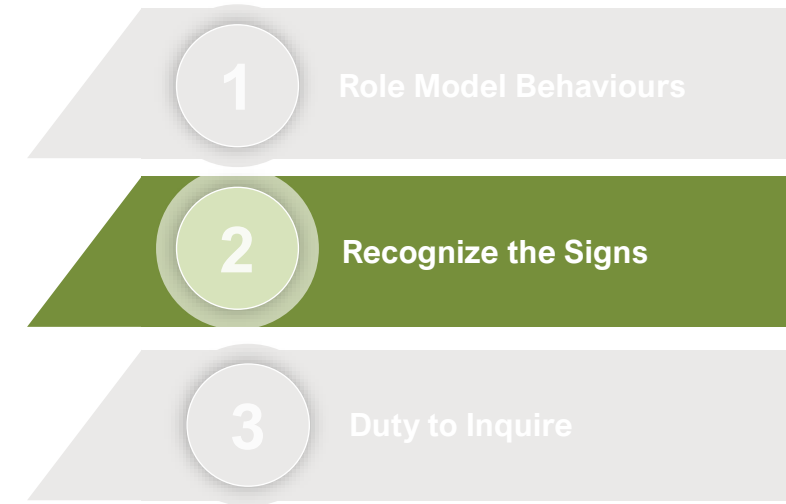 1 Role Model Behaviours
2 Recognize the Signs
3 Duty to Inquire